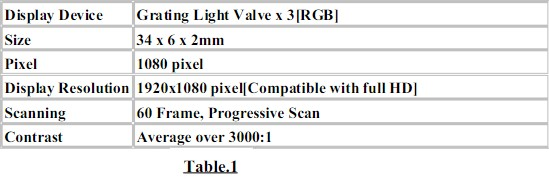 Display Device Grating Light Valve x 3[RGB]
Size 34 x 6 x 2mm
Pixel 1080 pixel
Display Resolution 1920x1080 pixel[Compatible with full HD]
Scanning 60 Frame, Progressive Scan
Contrast Average over 3000:1
Table.1